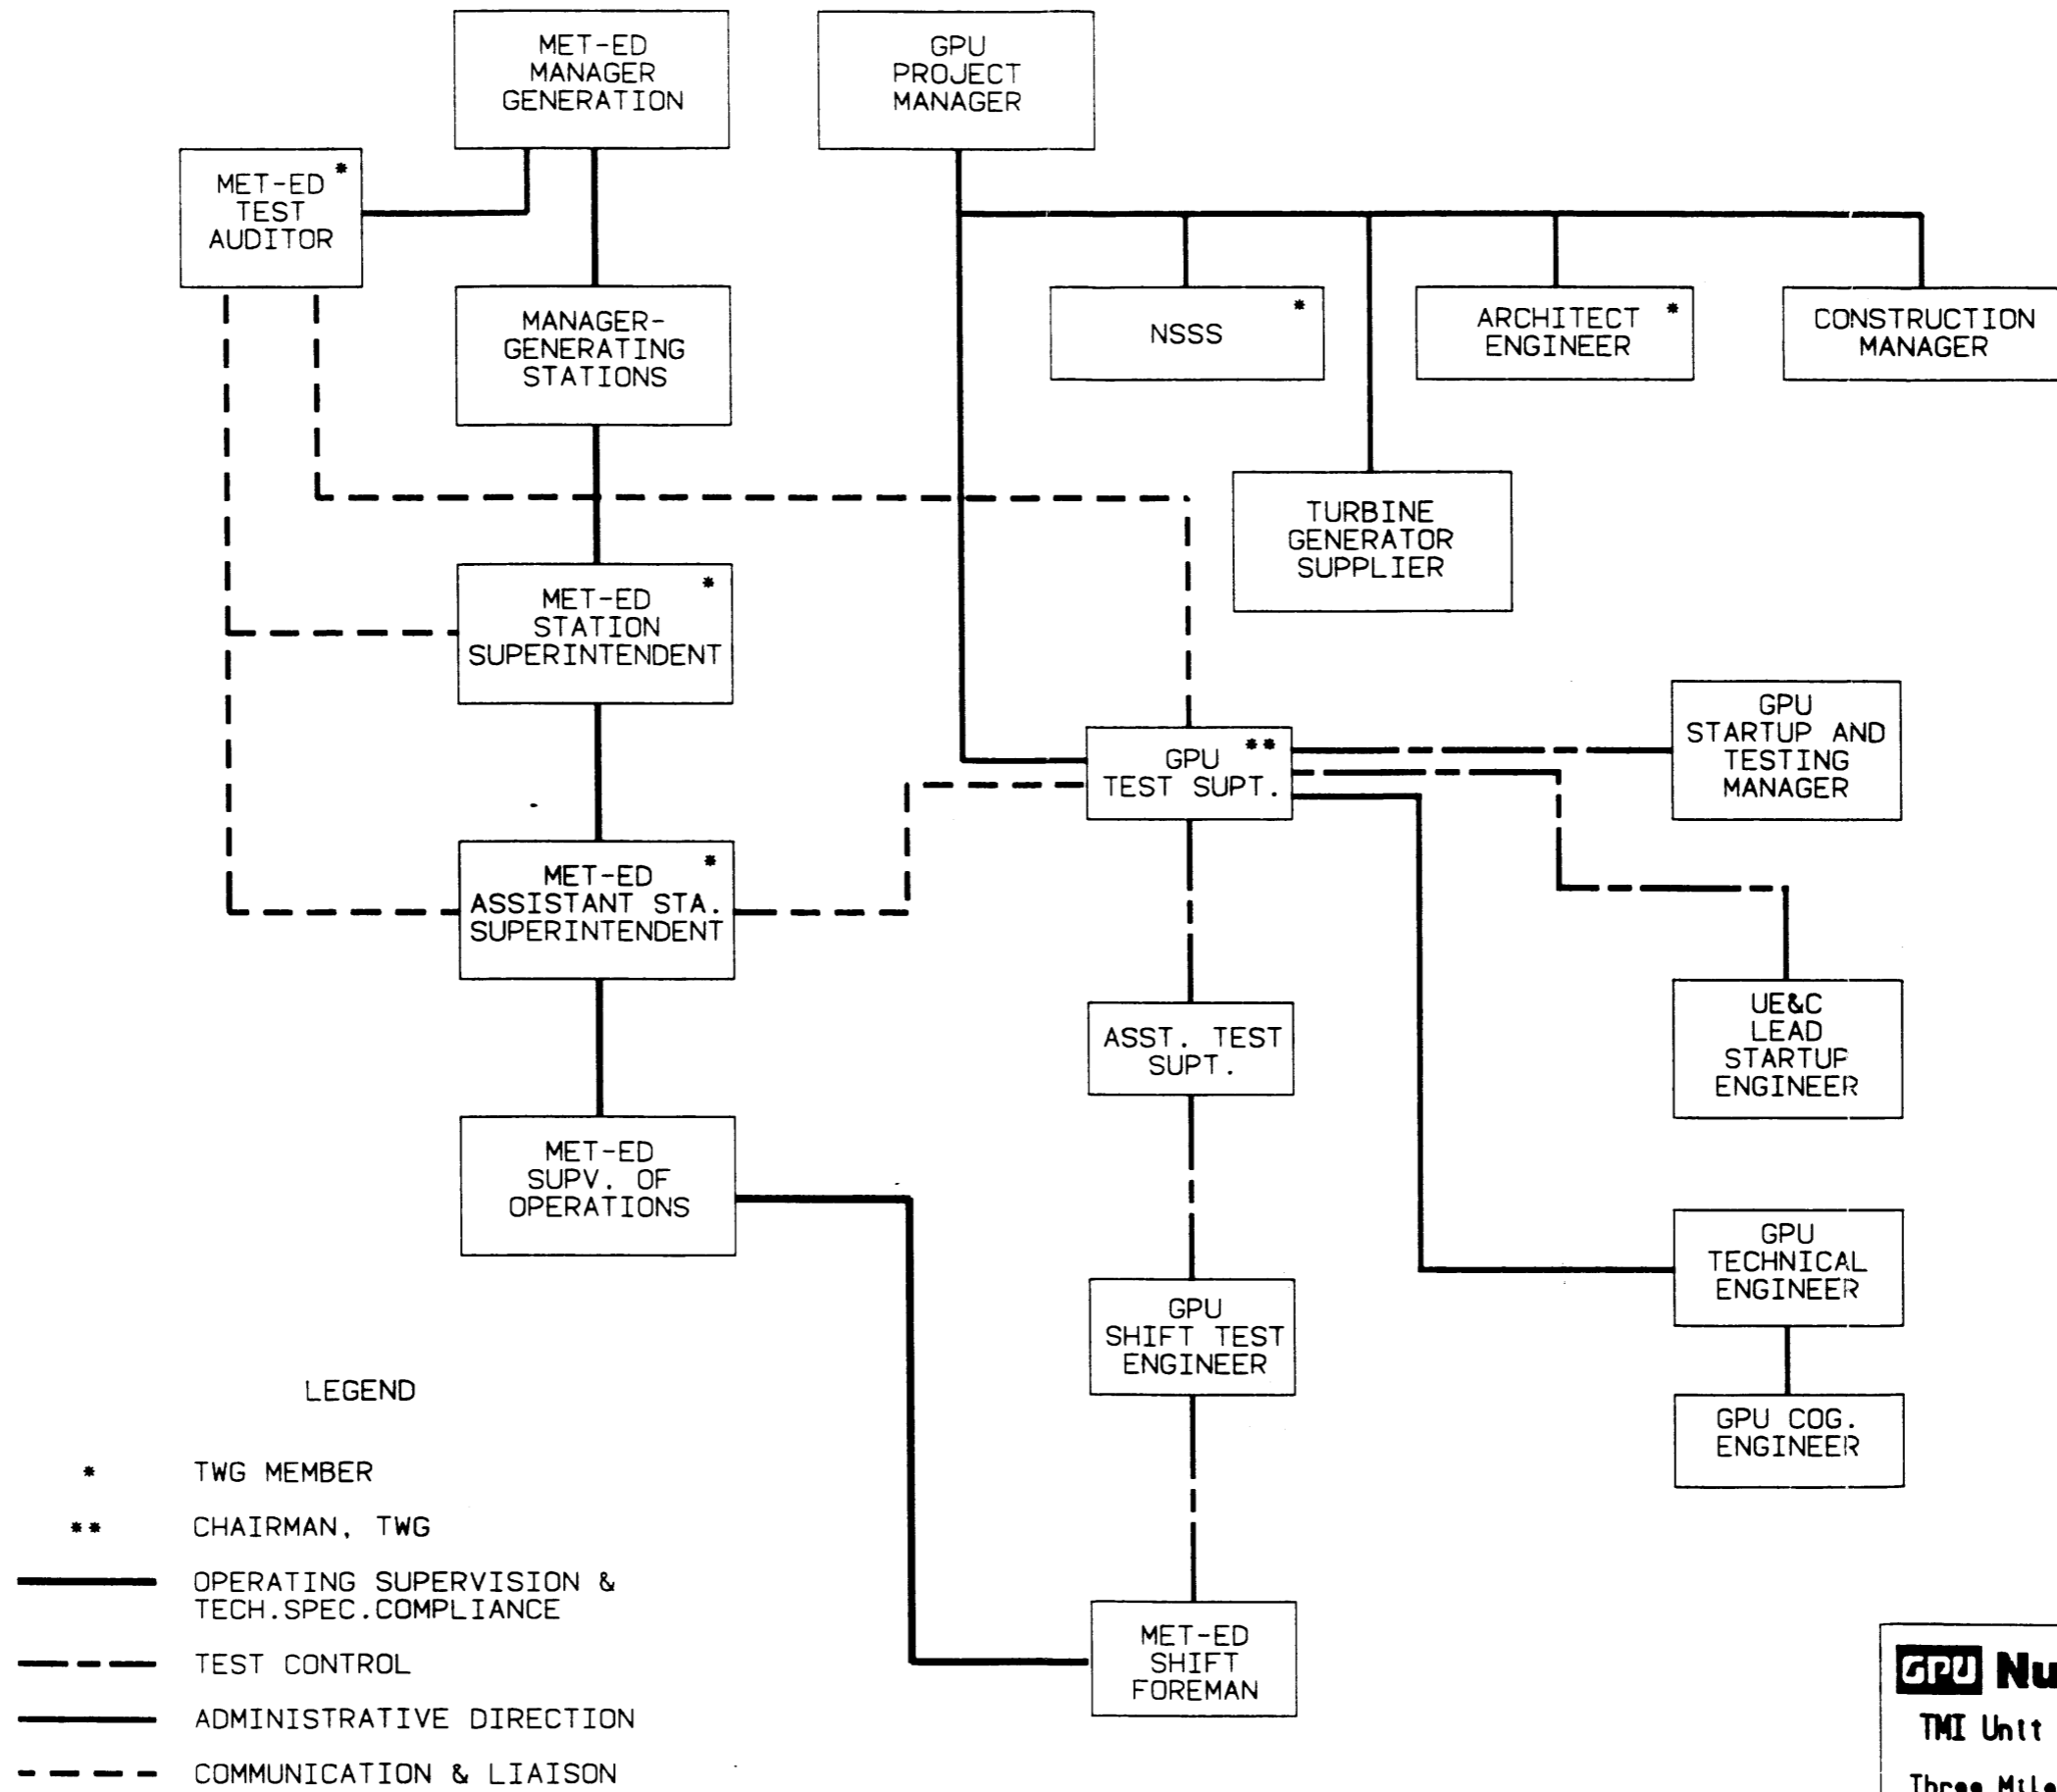 MET-ED
MANAGER
GENERATION
GPU
PROJECT
MANAGER
MET-ED *
TEST
AUDITOR
MANAGER-
GENERATING
STATIONS
NSSS *
ARCHITECT *
ENGINEER
CONSTRUCTION
MANAGER
TURBINE
GENERATOR
SUPPLIER
MET-ED *
STATION
SUPERINTENDENT
GPU **
TEST SUPT.
GPU
STARTUP AND
TESTING
MANAGER
MET-ED *
ASSISTANT STA.
SUPERINTENDENT
ASST. TEST
SUPT.
UE&C
LEAD
STARTUP
ENGINEER
MET-ED
SUPV. OF
OPERATIONS
GPU
TECHNICAL
ENGINEER
GPU
SHIFT TEST
ENGINEER
GPU COG.
ENGINEER
MET-ED
SHIFT
FOREMAN
LEGEND
* TWG MEMBER
** CHAIRMAN, TWG
OPERATING SUPERVISION &
TECH.SPEC.COMPLIANCE
TEST CONTROL
ADMINISTRATIVE DIRECTION
COMMUNICATION & LIAISON
GPU Nu
TMI Unit
Three Mile